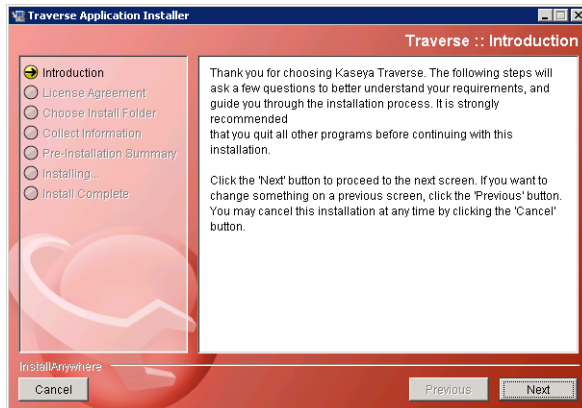 Traverse Application Installer
Traverse :: Introduction
Introduction
License Agreement
Choose Install Folder
Collect Information
Pre-Installation Summary
Installing...
Install Complete
Thank you for choosing Kaseya Traverse. The following steps will
ask a few questions to better understand your requirements, and
guide you through the installation process. It is strongly
recommended
that you quit all other programs before continuing with this
installation.
Click the 'Next' button to proceed to the next screen. If you want to
change something on a previous screen, click the 'Previous' button.
You may cancel this installation at any time by clicking the 'Cancel'
button.
InstallAnywhere
Cancel
Previous
Next